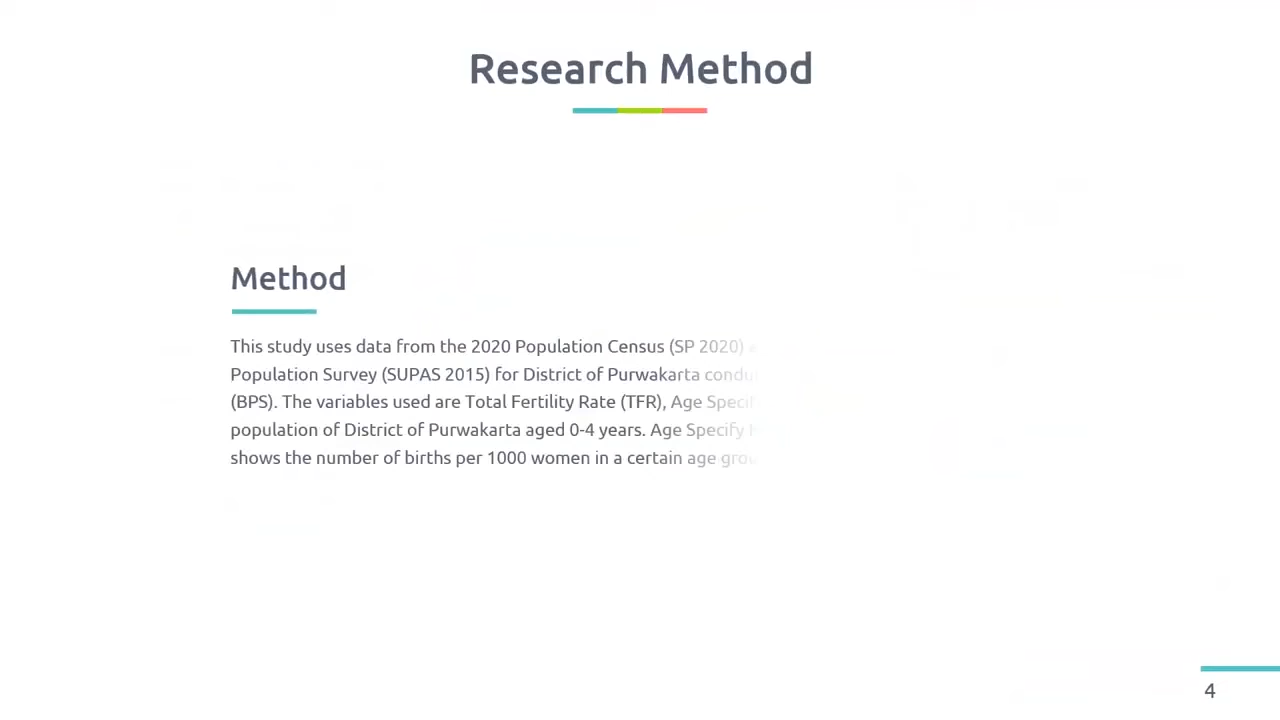 Research Method
Method
This study uses data from the 2020 Population Census (SP 2020)
Population Survey (SUPAS 2015) for District of Purwakarta
(BPS). The variables used are Total Fertility Rate (TFR), Age
population of District of Purwakarta aged 0-4 years. Age Specify
shows the number of births per 1000 women in a certain age
4